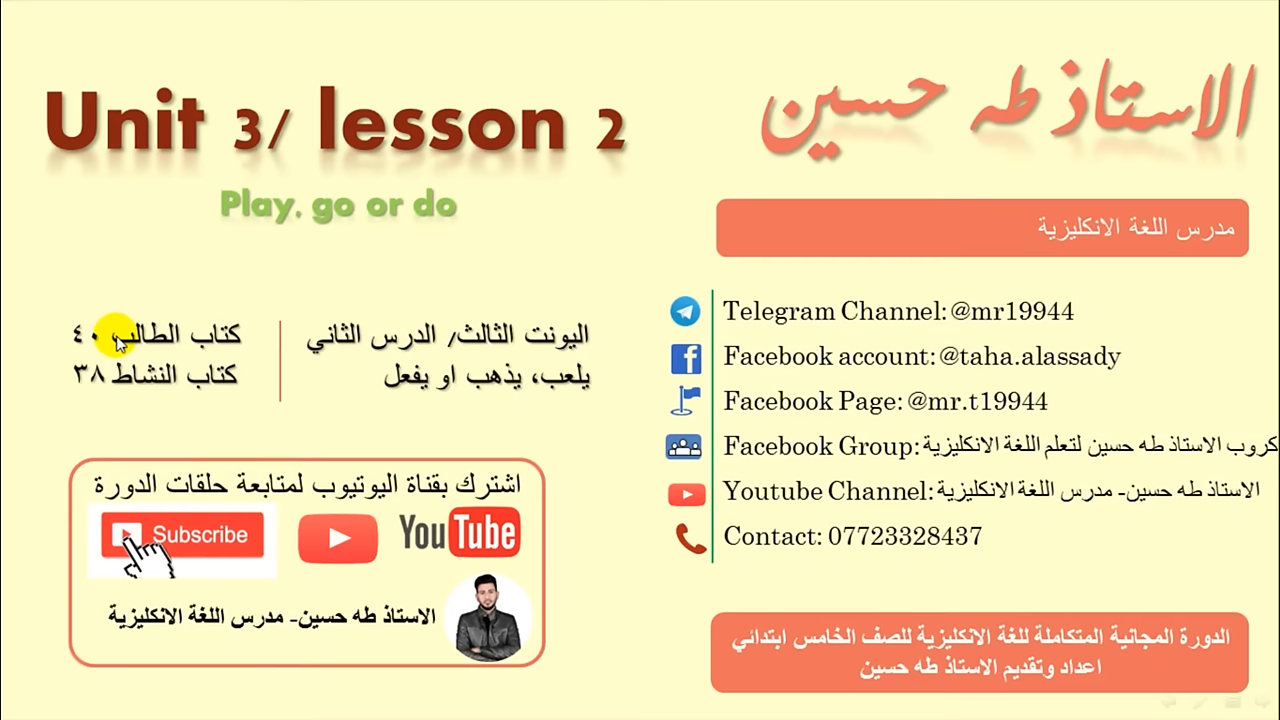 Unit 3/ lesson 2
Play, go or do
اليونت الثالث/ الدرس الثاني
يلعب، يذهب او يفعل
كتاب الطالب ٤٠
كتاب النشاط ٣٨
اشترك بقناة اليوتيوب لمتابعة حلقات الدورة
Subscribe
YouTube
الاستاذ طه حسين- مدرس اللغة الانكليزية
الاستاذ طه حسين
مدرس اللغة الانكليزية
Telegram Channel: @mr19944
Facebook account: @taha.alassady
Facebook Page: @mr.t19944
Facebook Group: كروب الاستاذ طه حسين لتعلم اللغة الانكليزية
Youtube Channel: الاستاذ طه حسين- مدرس اللغة الانكليزية
Contact: 07723328437
الدورة المجانية المتكاملة للغة الانكليزية للصف الخامس ابتدائي
اعداد وتقديم الاستاذ طه حسين